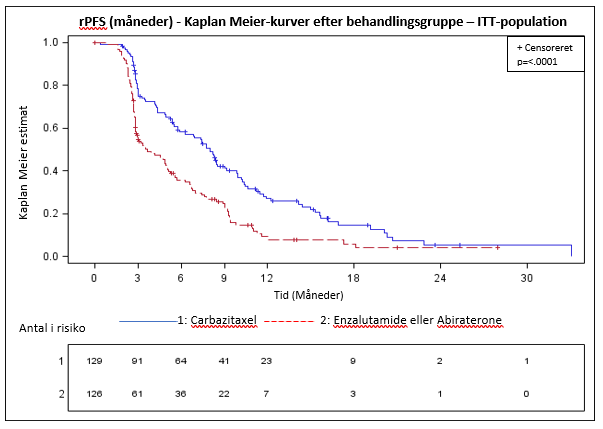 rPFS (måneder) - Kaplan Meier-kurver efter behandlingsgruppe – ITT-population
+ Censoreret
p=<.0001
Kaplan Meier estimat
1.0
0.8
0.6
0.4
0.2
0.0
0 3 6 9 12 18 24 30
Tid (Måneder)
1: Carbazitaxel 2: Enzalutamide eller Abiraterone
Antal i risiko
1 129 91 64 41 23 9 2 1
2 126 61 36 22 7 3 1 0